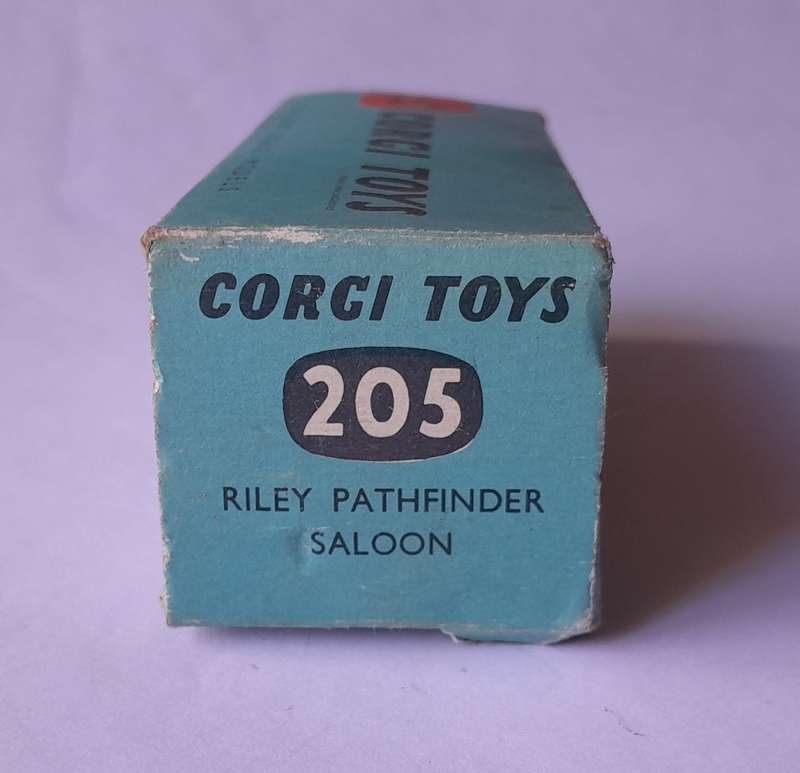 CORGI TOYS
CORGI TOYS
205
RILEY PATHFINDER
SALOON